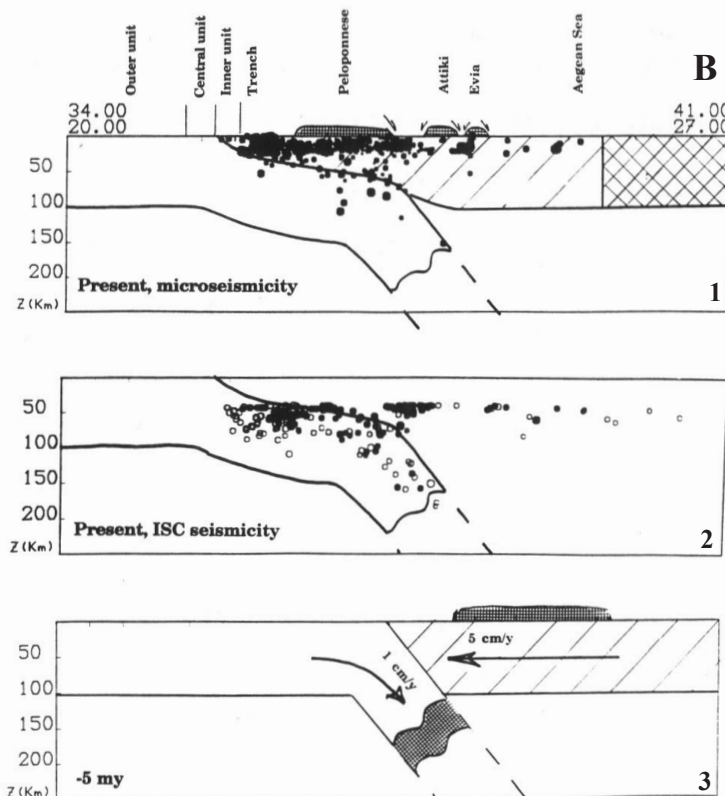 Outer unit
Central unit
Inner unit
Trench
Peloponnese
Attiki
Evia
Aegean Sea
B
34.00
20.00
41.00
27.00
50
100
150
200
Z (Km)
Present, microseismicity
1
50
100
150
200
Z (Km)
Present, ISC seismicity
2
50
100
150
200
Z (Km)
1 cm/y
5 cm/y
-5 my
3